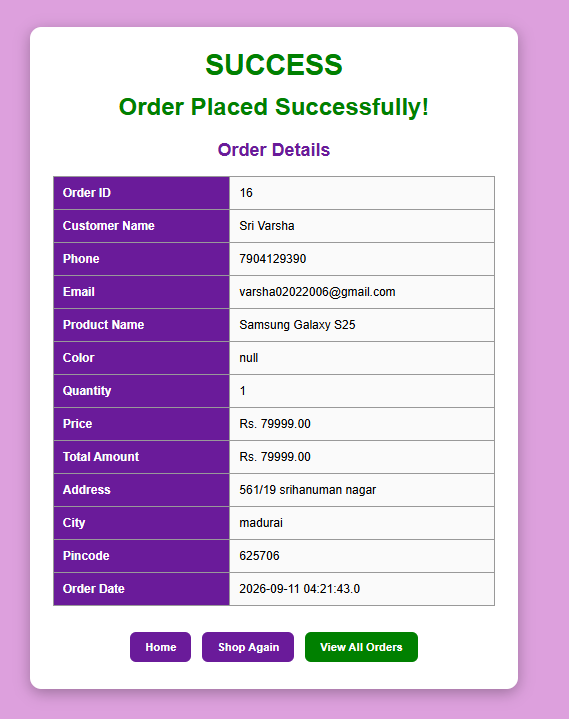 SUCCESS
Order Placed Successfully!
Order Details
Order ID 16
Customer Name Sri Varsha
Phone 7904129390
Email varsha02022006@gmail.com
Product Name Samsung Galaxy S25
Color null
Quantity 1
Price Rs. 79999.00
Total Amount Rs. 79999.00
Address 561/19 srihanuman nagar
City madurai
Pincode 625706
Order Date 2026-09-11 04:21:43.0
Home Shop Again View All Orders